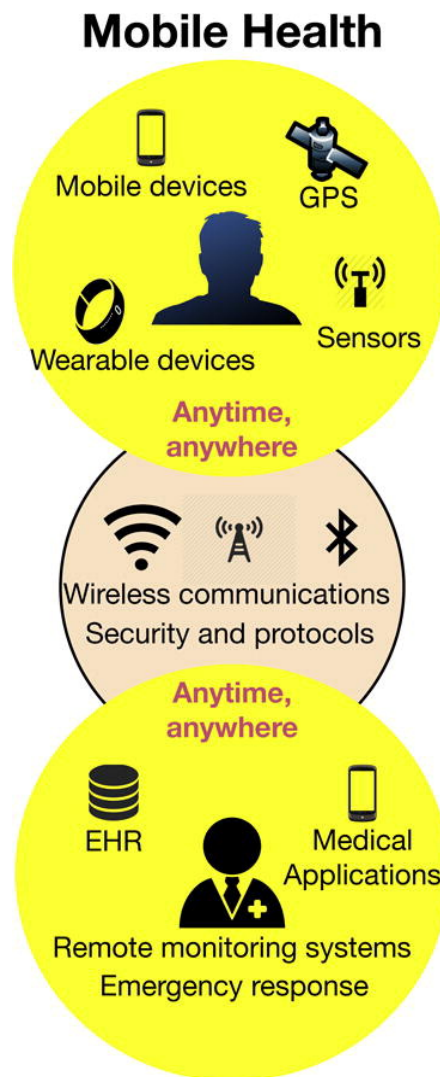 Mobile Health
Mobile devices
GPS
Wearable devices
Sensors
Anytime,
anywhere
Wireless communications
Security and protocols
Anytime,
anywhere
EHR
Medical
Applications
Remote monitoring systems
Emergency response